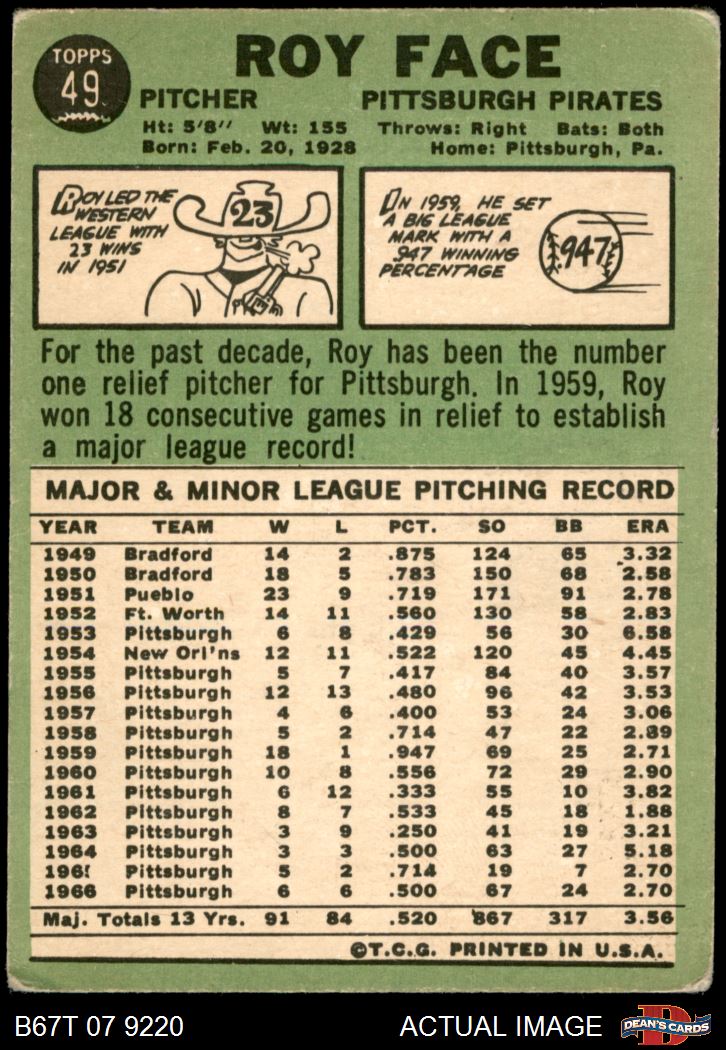 TOPPS
49
ROY FACE
PITCHER PITTSBURGH PIRATES
Ht: 5'8" Wt: 155 Throws: Right Bats: Both
Born: Feb. 20, 1928 Home: Pittsburgh, Pa.
ROY LED THE
WESTERN
LEAGUE WITH
23 WINS
IN 1951
23
IN 1959, HE SET
A BIG LEAGUE
MARK WITH A
.947 WINNING
PERCENTAGE
.947
For the past decade, Roy has been the number
one relief pitcher for Pittsburgh. In 1959, Roy
won 18 consecutive games in relief to establish
a major league record!
MAJOR & MINOR LEAGUE PITCHING RECORD
YEAR TEAM W L PCT. SO BB ERA
1949 Bradford 14 2 .875 124 65 3.32
1950 Bradford 18 5 .783 150 68 2.58
1951 Pueblo 23 9 .719 171 91 2.78
1952 Ft. Worth 14 11 .560 130 58 2.83
1953 Pittsburgh 6 8 .429 56 30 6.58
1954 New Orl'ns 12 11 .522 120 45 4.45
1955 Pittsburgh 5 7 .417 84 40 3.57
1956 Pittsburgh 12 13 .480 96 42 3.53
1957 Pittsburgh 4 6 .400 53 24 3.06
1958 Pittsburgh 5 2 .714 47 22 2.89
1959 Pittsburgh 18 1 .947 69 25 2.71
1960 Pittsburgh 10 8 .556 72 29 2.90
1961 Pittsburgh 6 12 .333 55 10 3.82
1962 Pittsburgh 8 7 .533 45 18 1.88
1963 Pittsburgh 3 9 .250 41 19 3.21
1964 Pittsburgh 3 3 .500 63 27 5.18
1965 Pittsburgh 5 2 .714 19 7 2.70
1966 Pittsburgh 6 6 .500 67 24 2.70
Maj. Totals 13 Yrs. 91 84 .520 867 317 3.56
©T.C.G. PRINTED IN U.S.A.
B67T 07 9220 ACTUAL IMAGE D DEAN'S CARDS